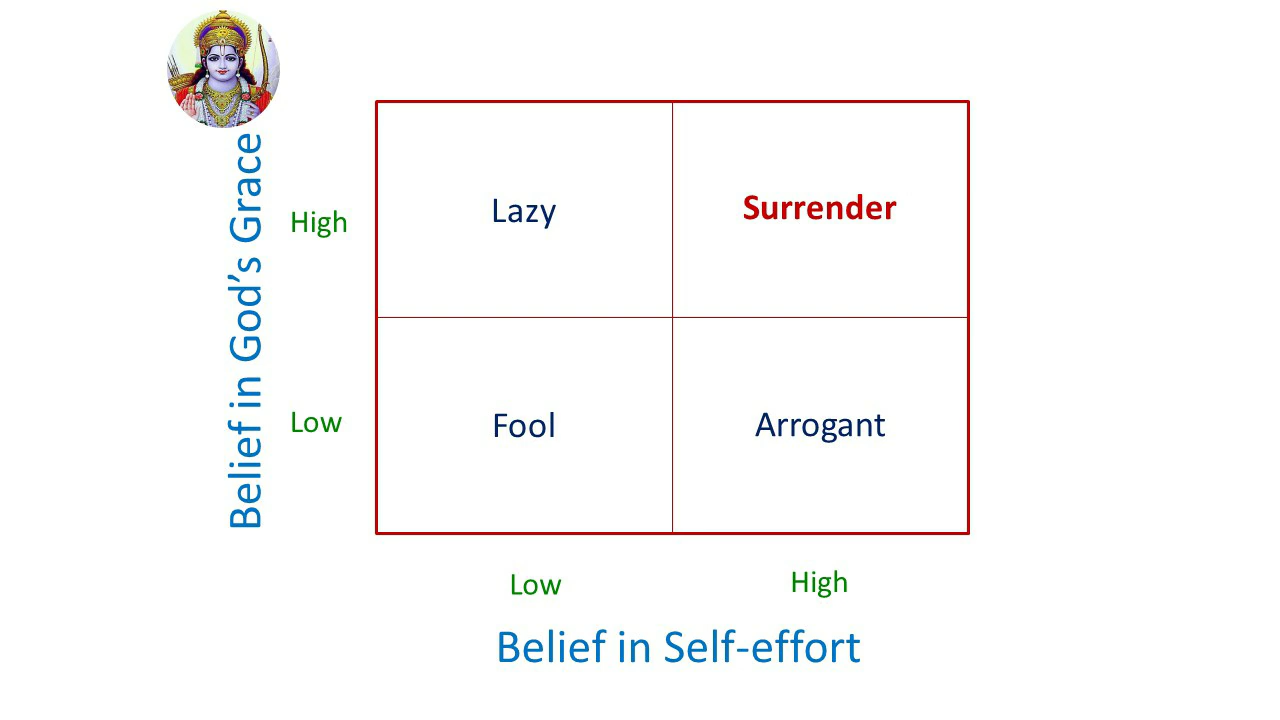 Belief in God’s Grace
High
Lazy
Surrender
Low
Fool
Arrogant
Low
High
Belief in Self-effort